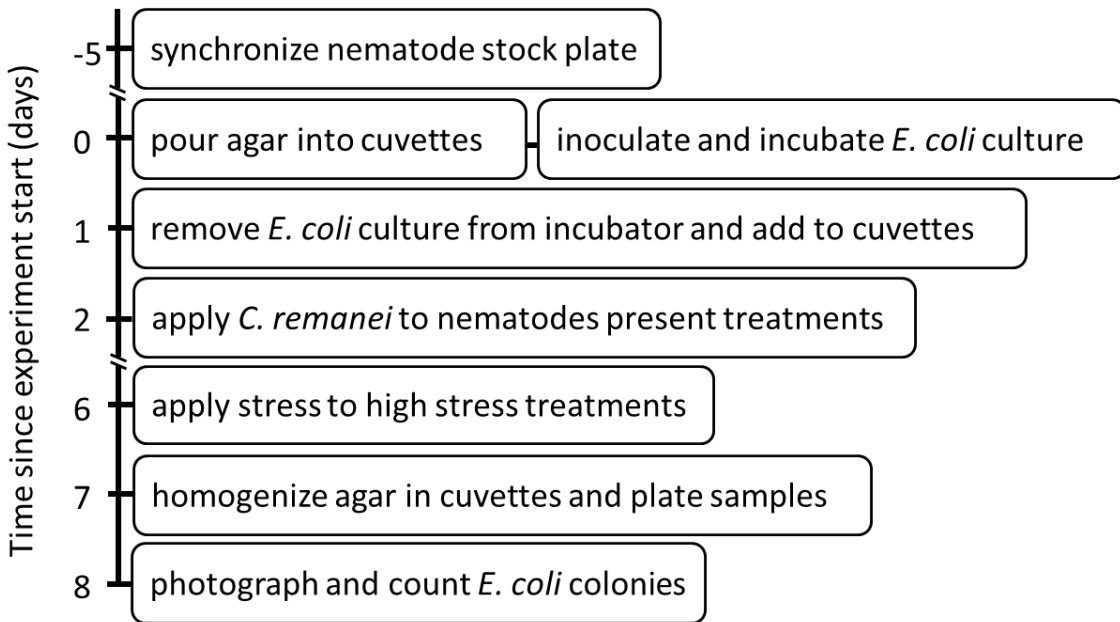 Time since experiment start (days)
-5 synchronize nematode stock plate
0 pour agar into cuvettes inoculate and incubate E. coli culture
1 remove E. coli culture from incubator and add to cuvettes
2 apply C. remanei to nematodes present treatments
6 apply stress to high stress treatments
7 homogenize agar in cuvettes and plate samples
8 photograph and count E. coli colonies